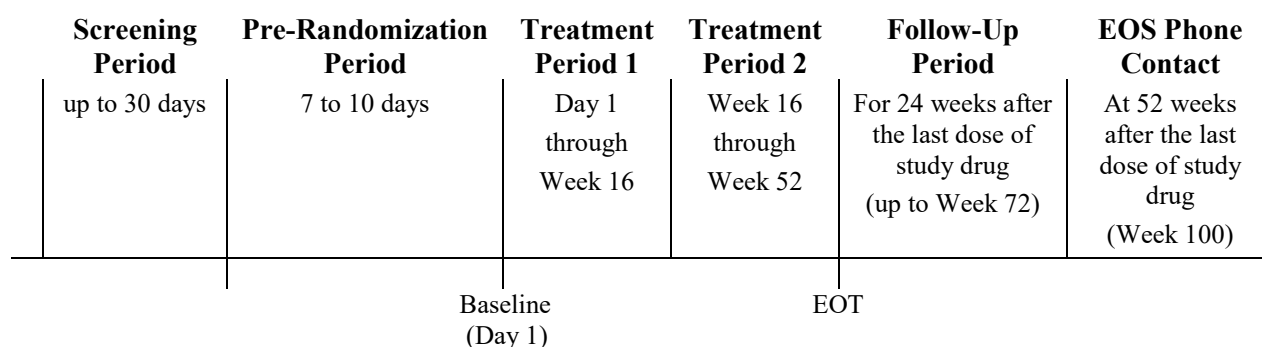 Screening
Period
up to 30 days
Pre-Randomization
Period
7 to 10 days
Treatment
Period 1
Day 1
through
Week 16
Treatment
Period 2
Week 16
through
Week 52
Follow-Up
Period
For 24 weeks after
the last dose of
study drug
(up to Week 72)
EOS Phone
Contact
At 52 weeks
after the last
dose of study
drug
(Week 100)
Baseline
(Day 1)
EOT